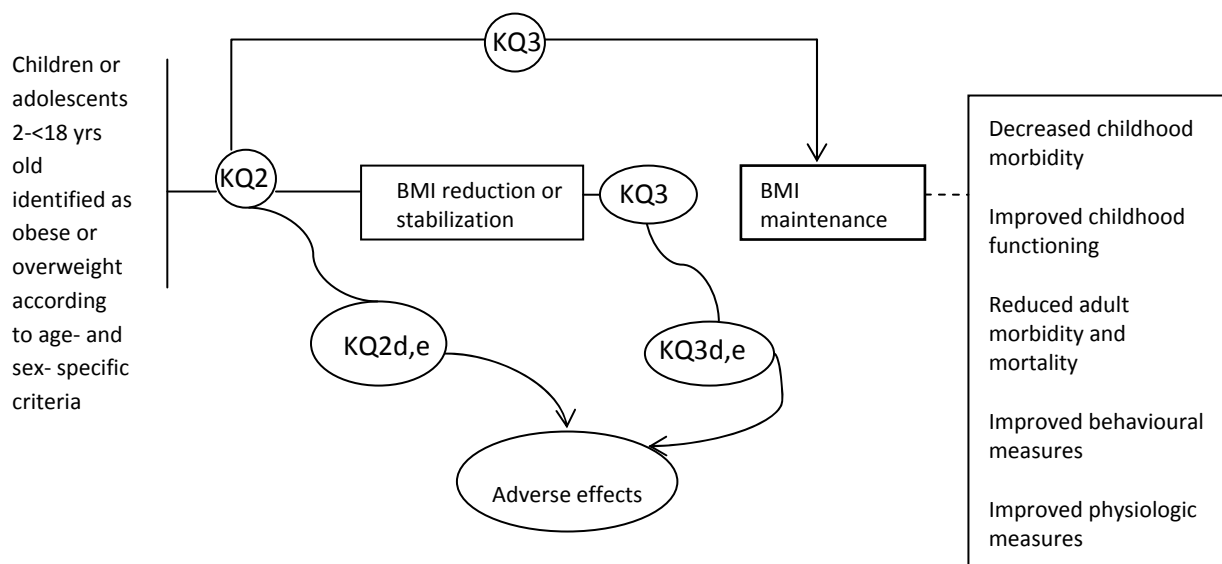 Children or
adolescents
2-<18 yrs
old
identified as
obese or
overweight
according
to age- and
sex- specific
criteria
KQ3
KQ2
BMI reduction or
stabilization
KQ3
BMI
maintenance
KQ2d,e
KQ3d,e
Adverse effects
Decreased childhood
morbidity
Improved childhood
functioning
Reduced adult
morbidity and
mortality
Improved behavioural
measures
Improved physiologic
measures